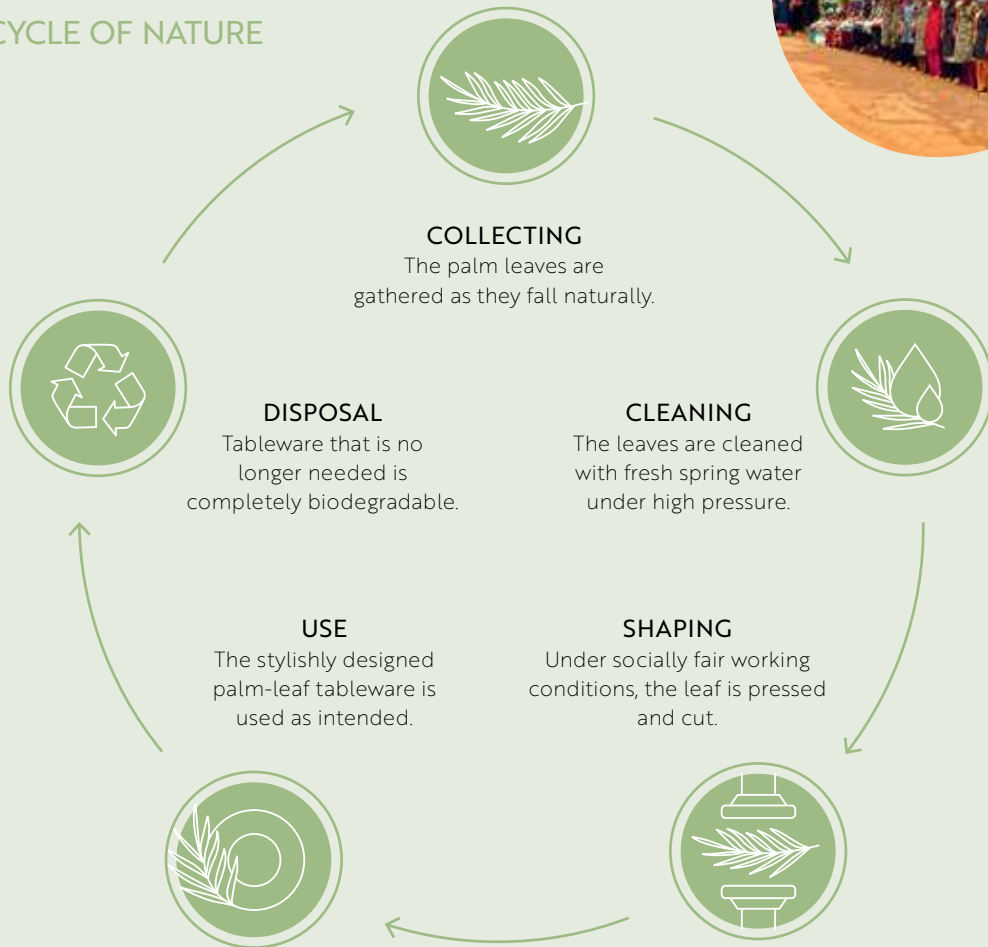 CYCLE OF NATURE
COLLECTING
The palm leaves are
gathered as they fall naturally.
CLEANING
The leaves are cleaned
with fresh spring water
under high pressure.
SHAPING
Under socially fair working
conditions, the leaf is pressed
and cut.
USE
The stylishly designed
palm-leaf tableware is
used as intended.
DISPOSAL
Tableware that is no
longer needed is
completely biodegradable.